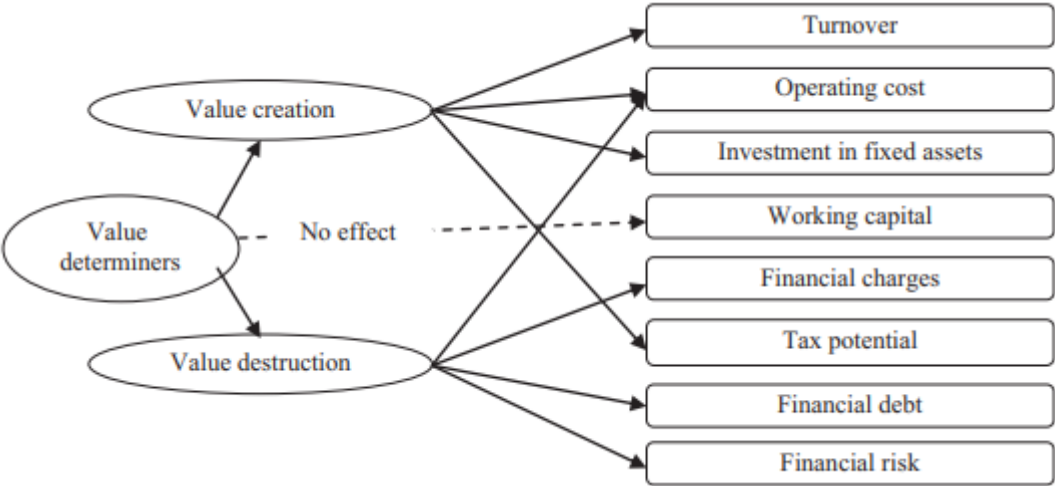 Turnover
Operating cost
Value creation
Investment in fixed assets
Working capital
No effect
Value
determiners
Financial charges
Tax potential
Value destruction
Financial debt
Financial risk